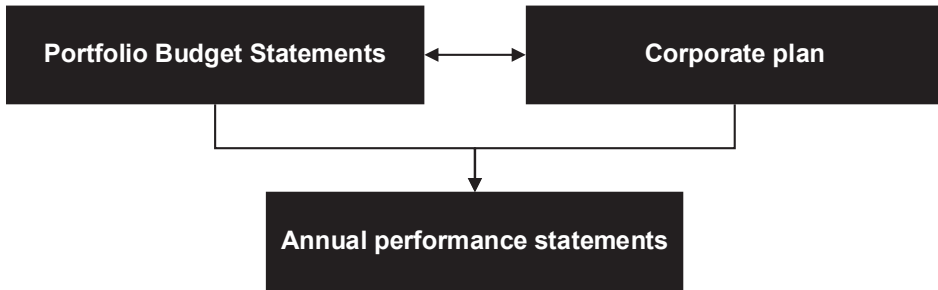 Portfolio Budget Statements
Corporate plan
Annual performance statements